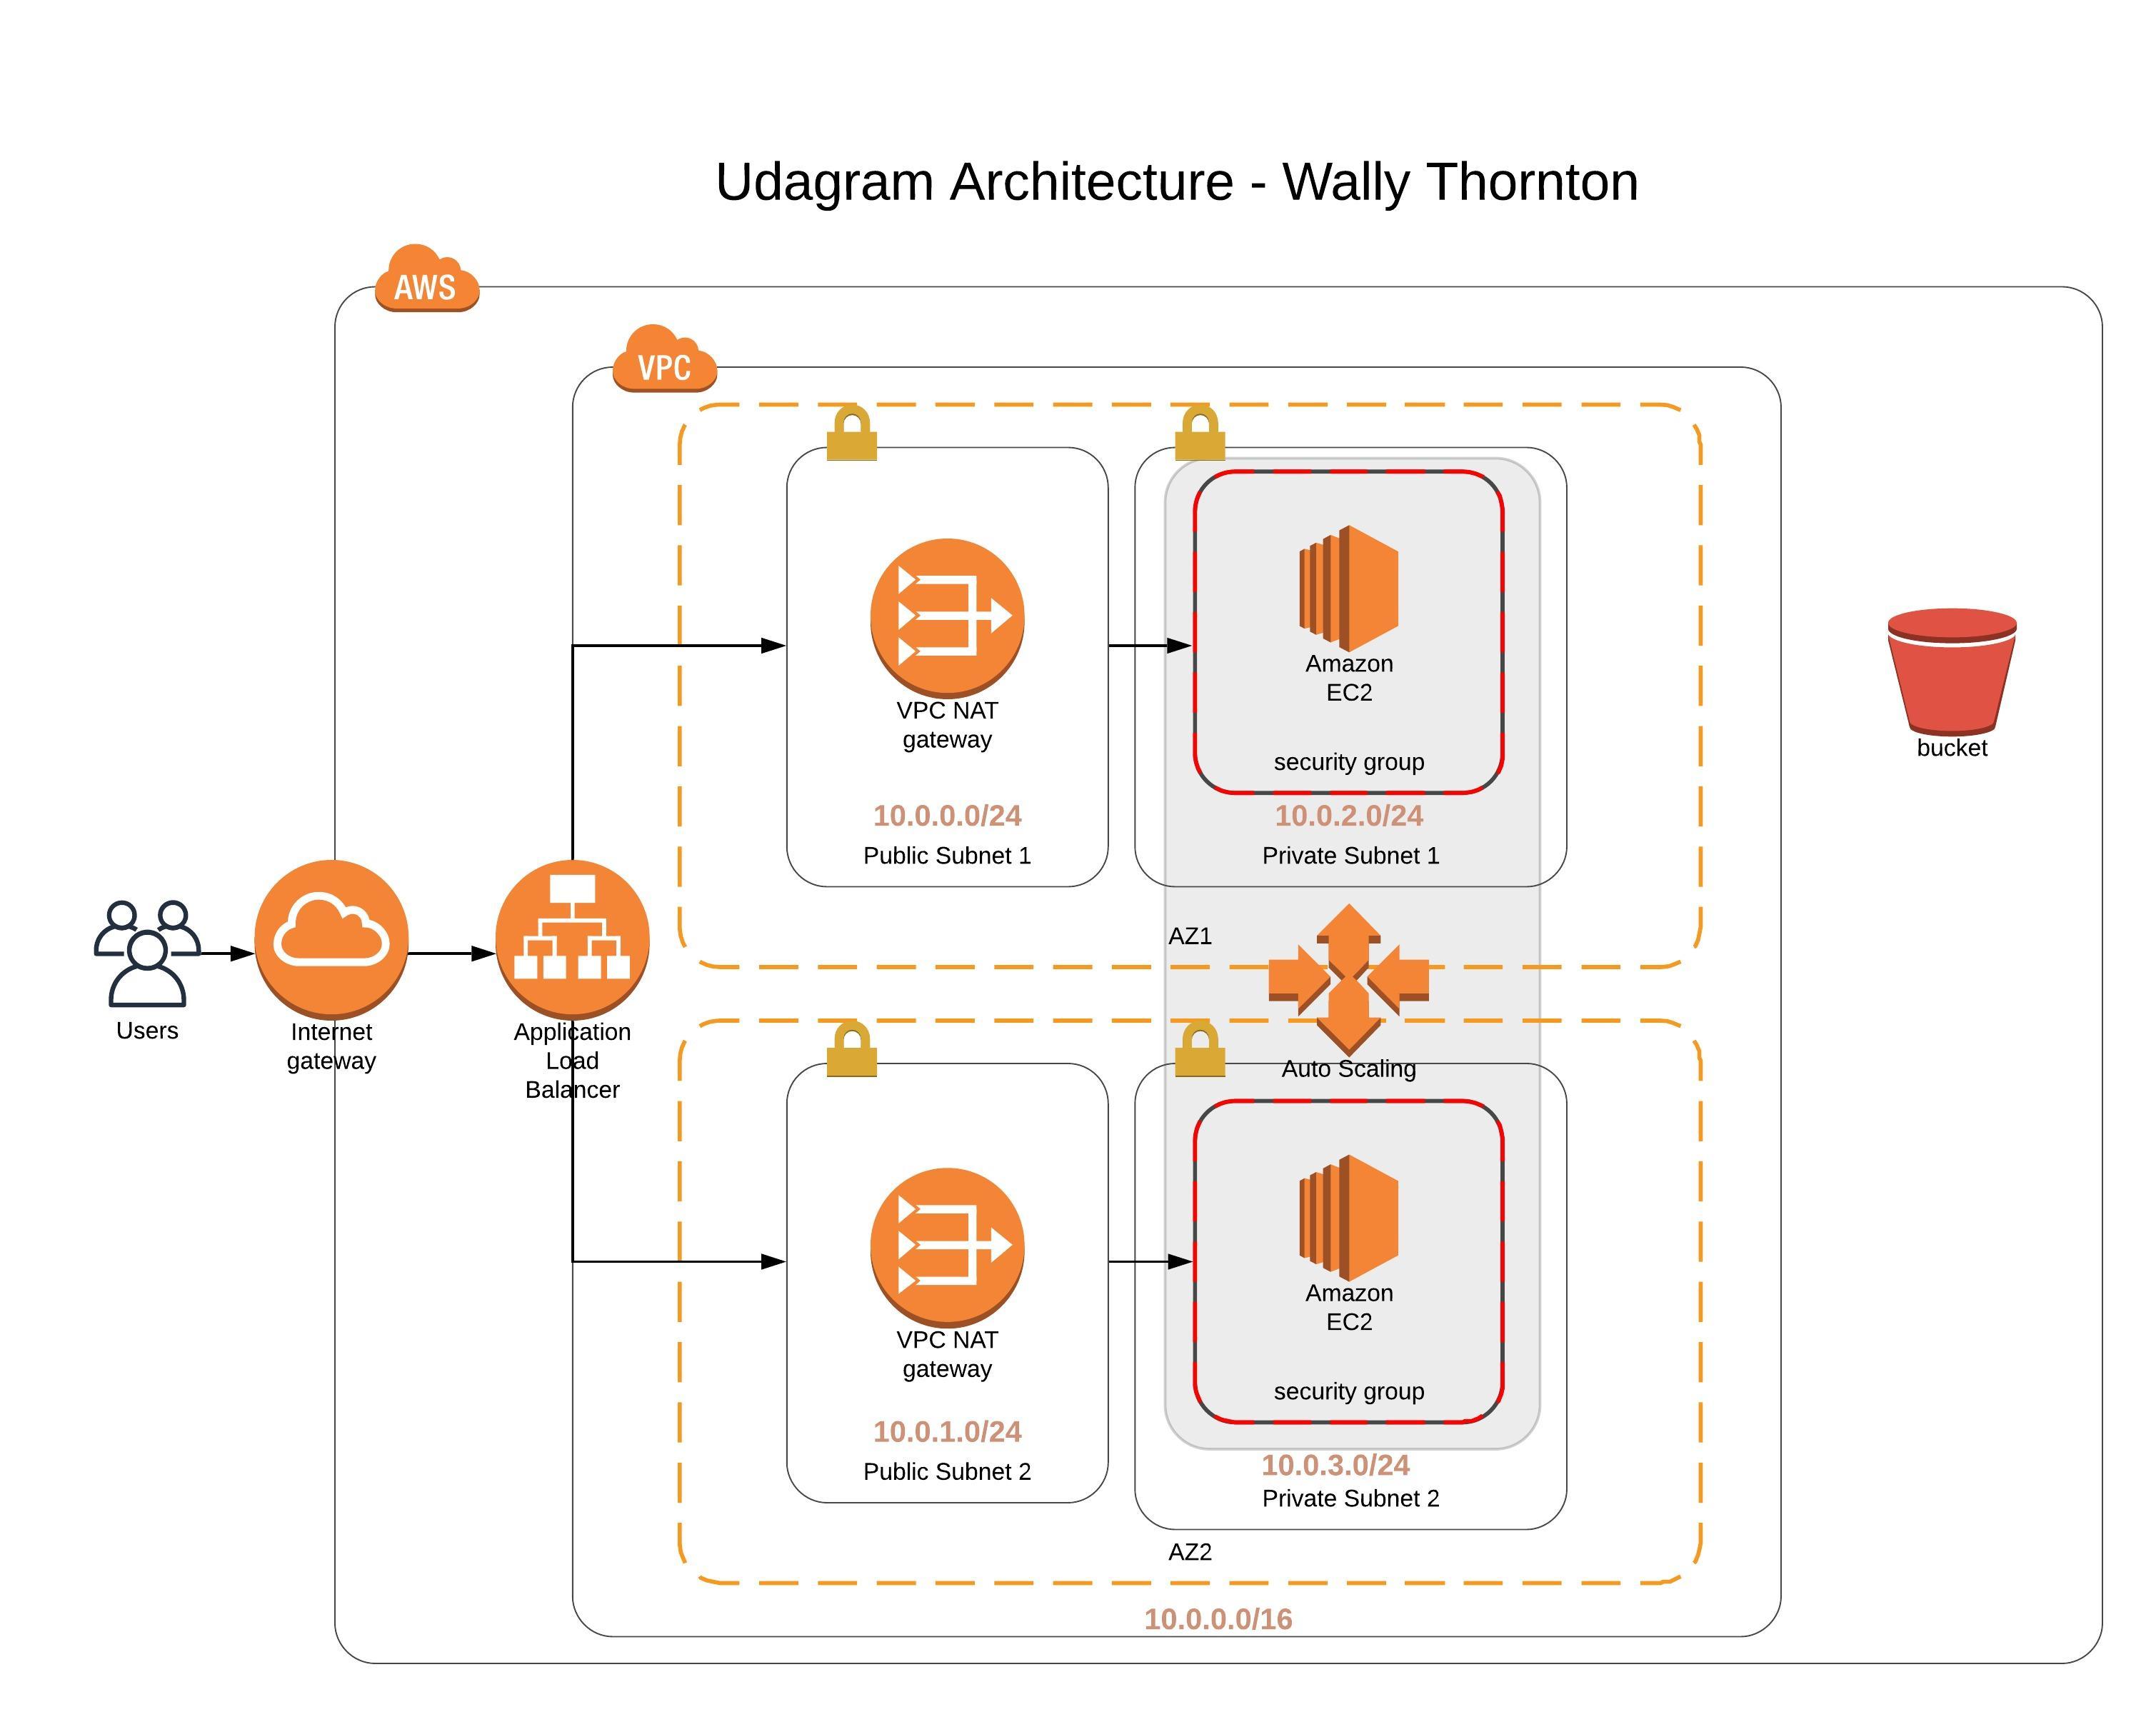 Udagram Architecture - Wally Thornton
AWS
VPC
VPC NAT
gateway
10.0.0.0/24
Public Subnet 1
Amazon
EC2
security group
10.0.2.0/24
Private Subnet 1
bucket
AZ1
Users
Internet
gateway
Application
Load
Balancer
Auto Scaling
VPC NAT
gateway
10.0.1.0/24
Public Subnet 2
Amazon
EC2
security group
10.0.3.0/24
Private Subnet 2
AZ2
10.0.0.0/16